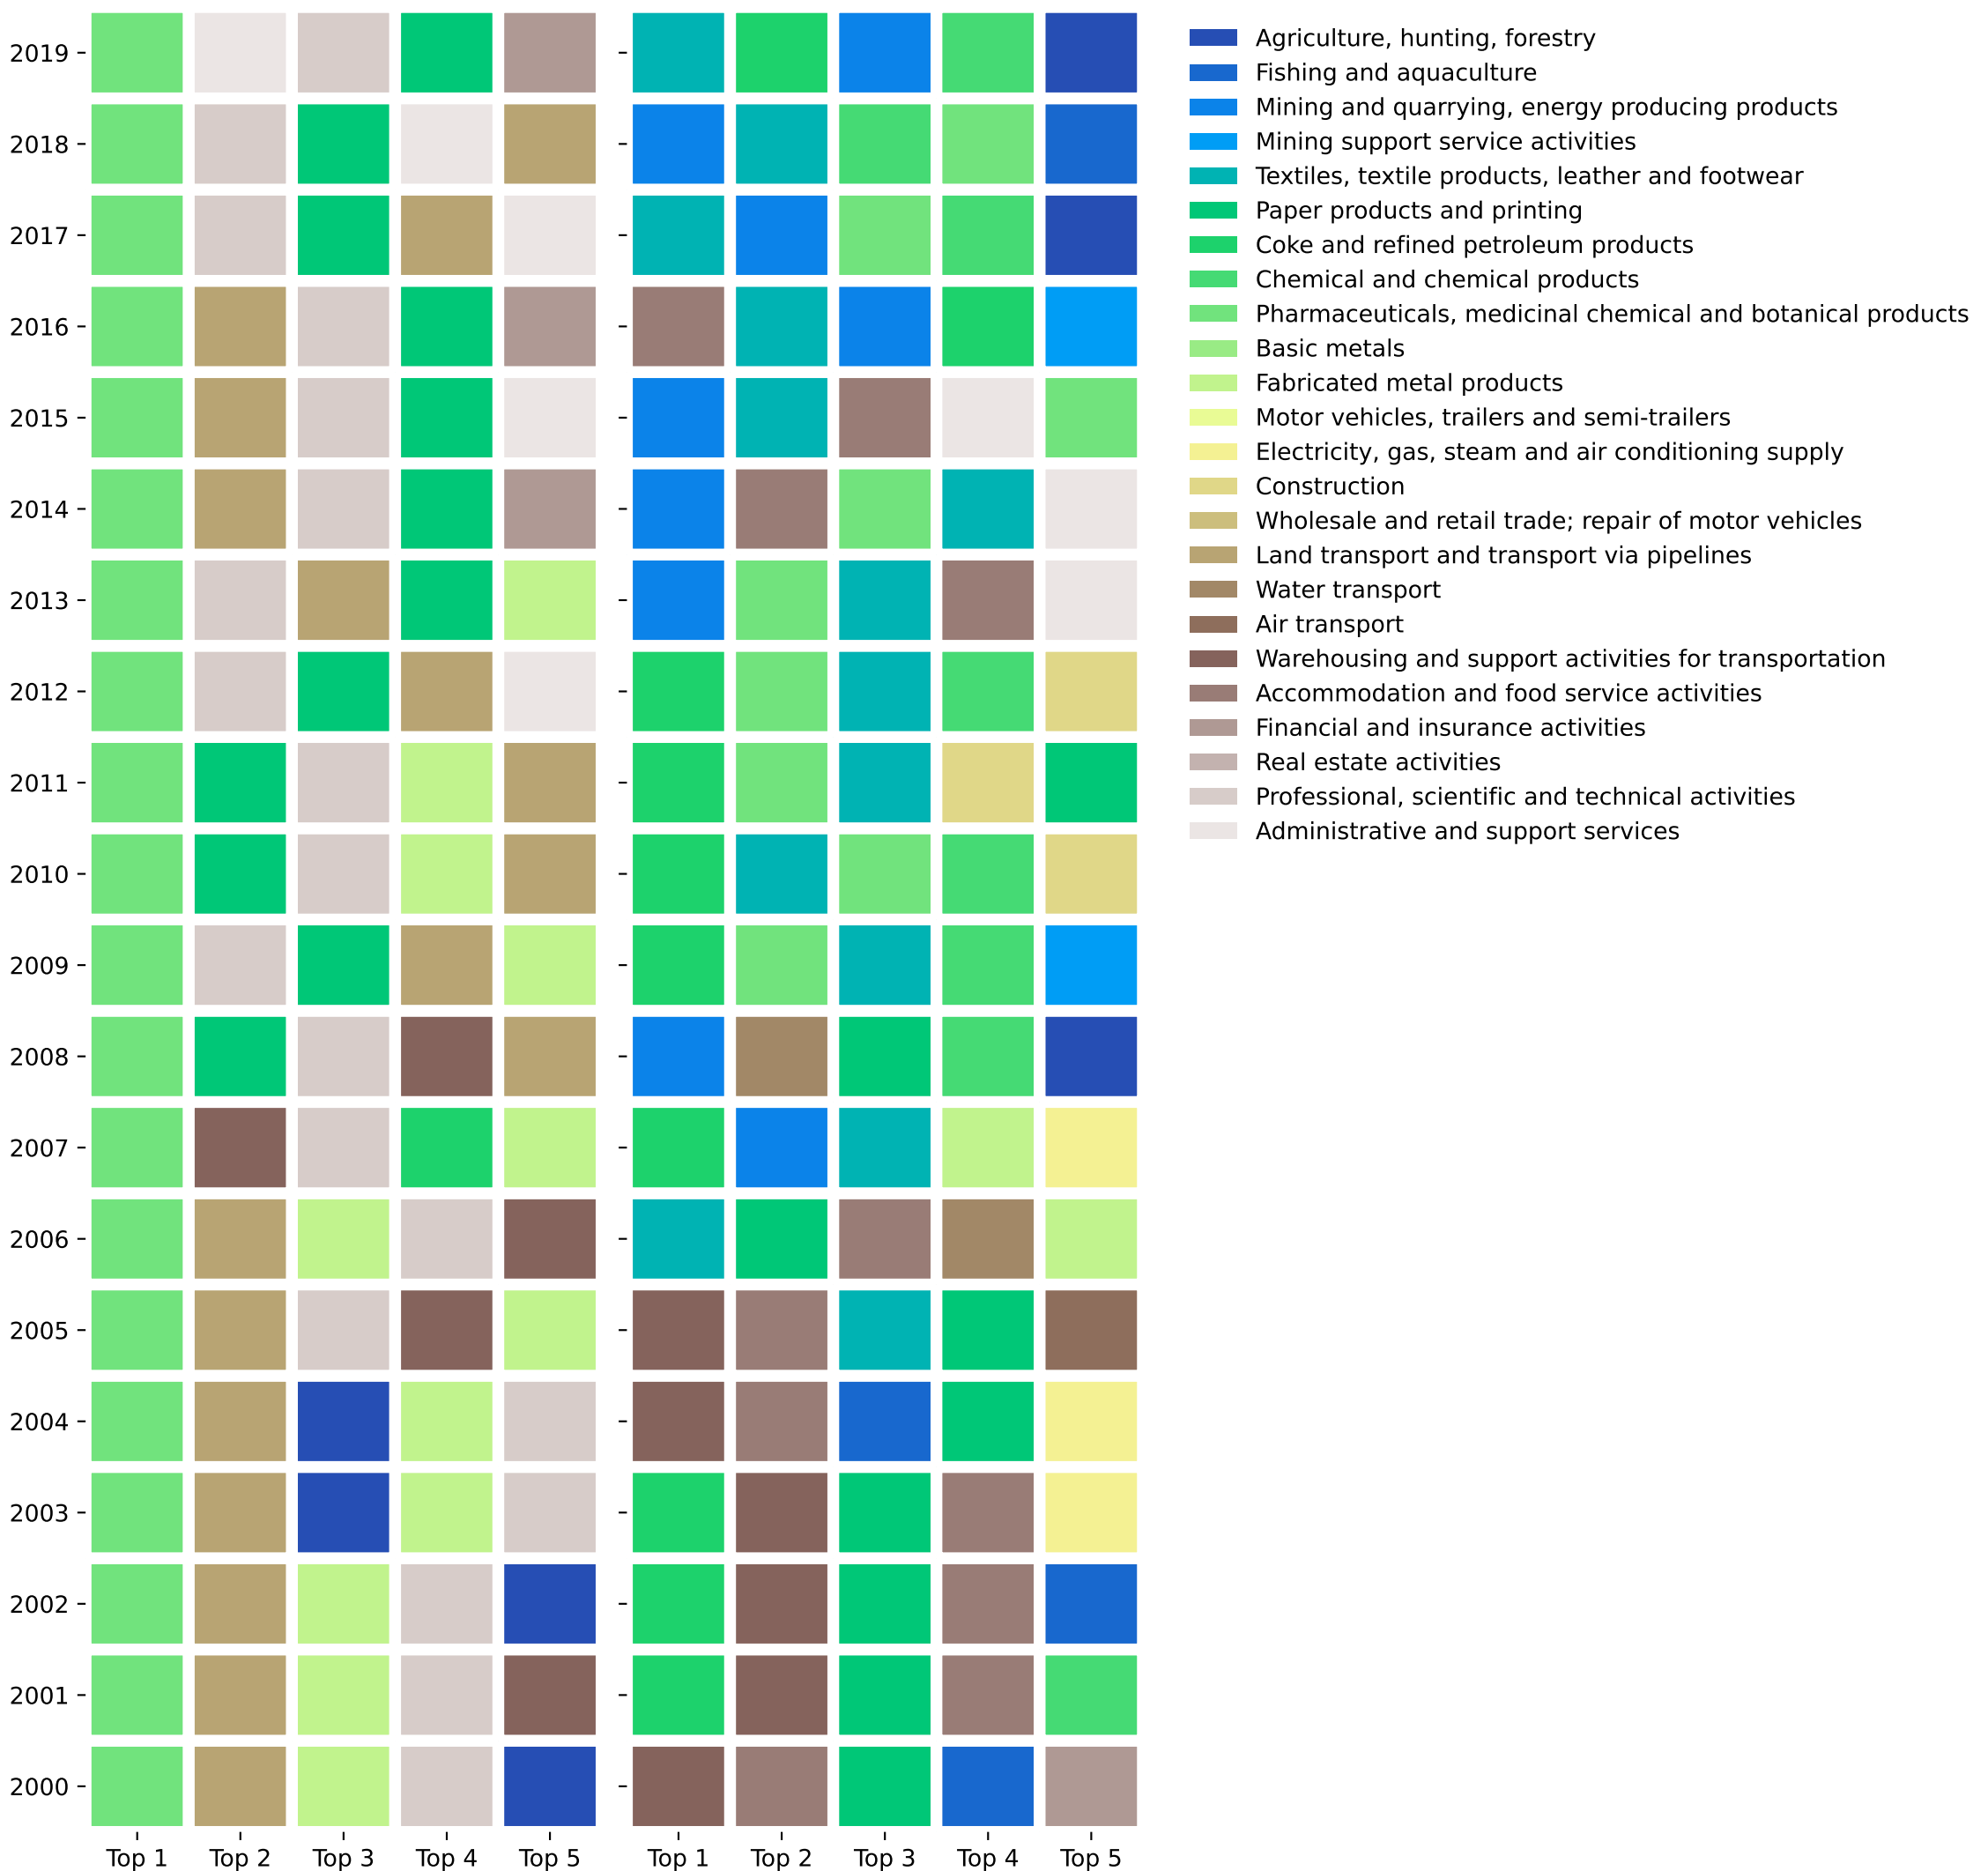 2019
2018
2017
2016
2015
2014
2013
2012
2011
2010
2009
2008
2007
2006
2005
2004
2003
2002
2001
2000
Top 1 Top 2 Top 3 Top 4 Top 5
Top 1 Top 2 Top 3 Top 4 Top 5
Agriculture, hunting, forestry
Fishing and aquaculture
Mining and quarrying, energy producing products
Mining support service activities
Textiles, textile products, leather and footwear
Paper products and printing
Coke and refined petroleum products
Chemical and chemical products
Pharmaceuticals, medicinal chemical and botanical products
Basic metals
Fabricated metal products
Motor vehicles, trailers and semi-trailers
Electricity, gas, steam and air conditioning supply
Construction
Wholesale and retail trade; repair of motor vehicles
Land transport and transport via pipelines
Water transport
Air transport
Warehousing and support activities for transportation
Accommodation and food service activities
Financial and insurance activities
Real estate activities
Professional, scientific and technical activities
Administrative and support services